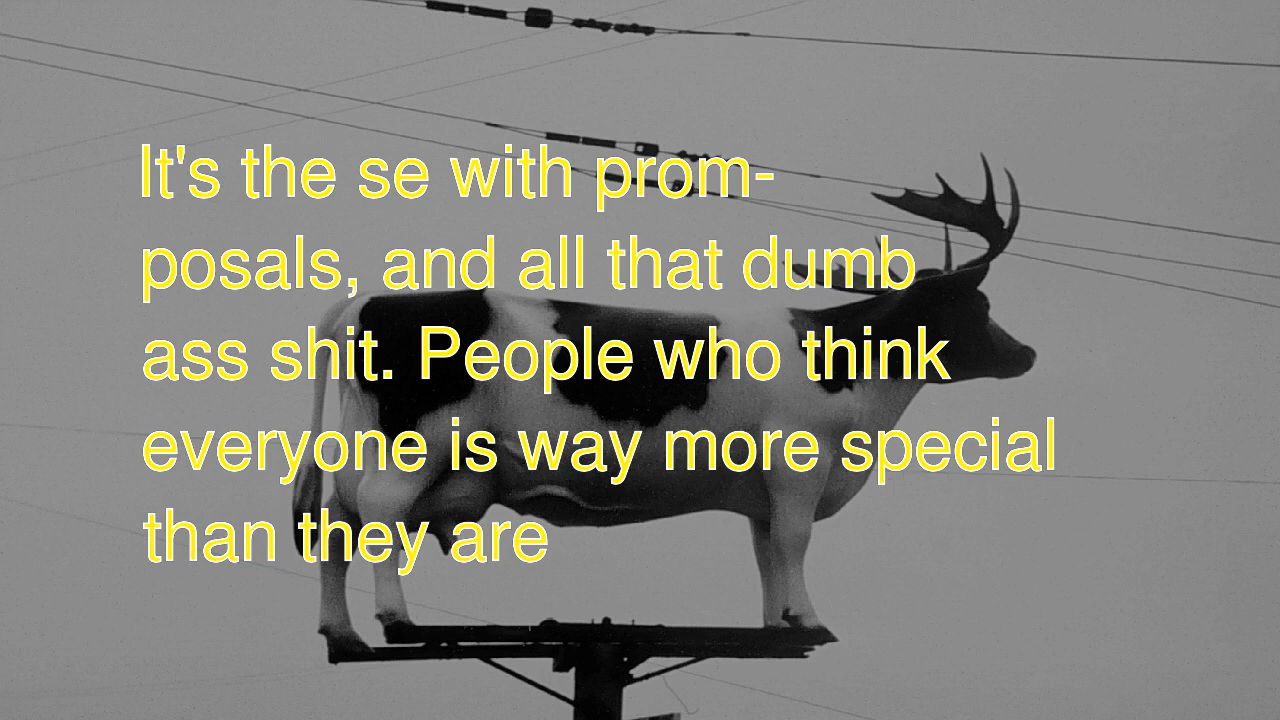 It's the se with prom-
posals, and all that dumb
ass shit. People who think
everyone is way more special
than they are